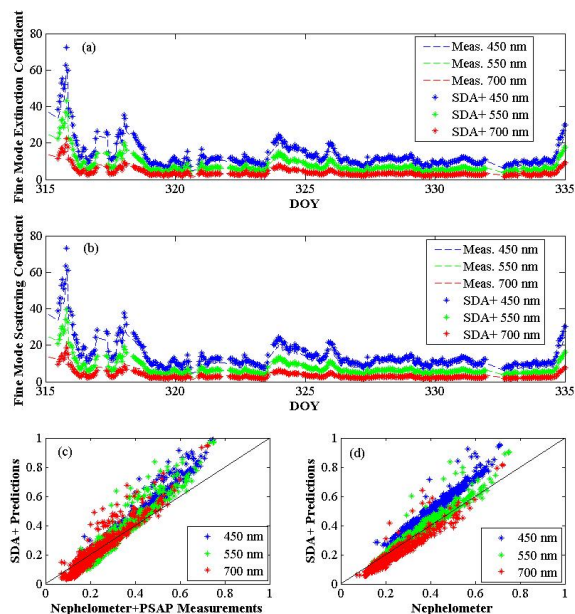 Fine Mode Extinction Coefficient
80
60
40
20
0
(a)
Meas. 450 nm
Meas. 550 nm
Meas. 700 nm
SDA+ 450 nm
SDA+ 550 nm
SDA+ 700 nm
315
320
325
330
335
DOY
Fine Mode Scattering Coefficient
80
60
40
20
0
(b)
Meas. 450 nm
Meas. 550 nm
Meas. 700 nm
SDA+ 450 nm
SDA+ 550 nm
SDA+ 700 nm
315
320
325
330
335
DOY
SDA+ Predictions
1
0.8
0.6
0.4
0.2
0
(c)
450 nm
550 nm
700 nm
0
0.2
0.4
0.6
0.8
1
Nephelometer+PSAP Measurements
SDA+ Predictions
1
0.8
0.6
0.4
0.2
0
(d)
450 nm
550 nm
700 nm
0
0.2
0.4
0.6
0.8
1
Nephelometer